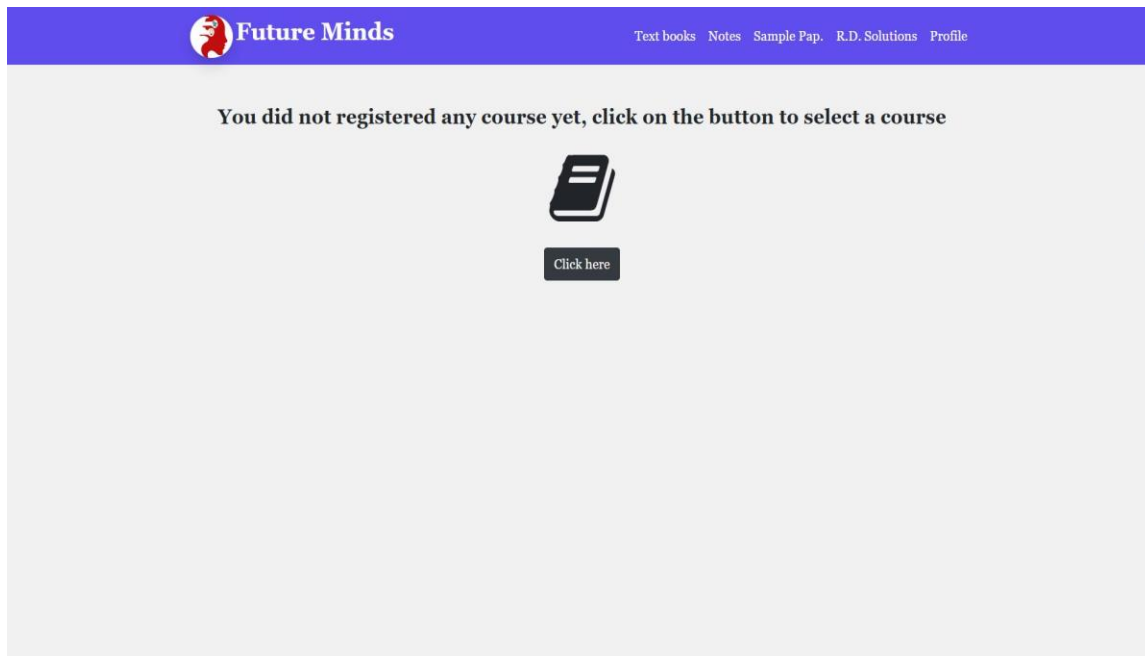 Future Minds
Text books Notes Sample Pap. R.D. Solutions Profile
You did not registered any course yet, click on the button to select a course
Click here